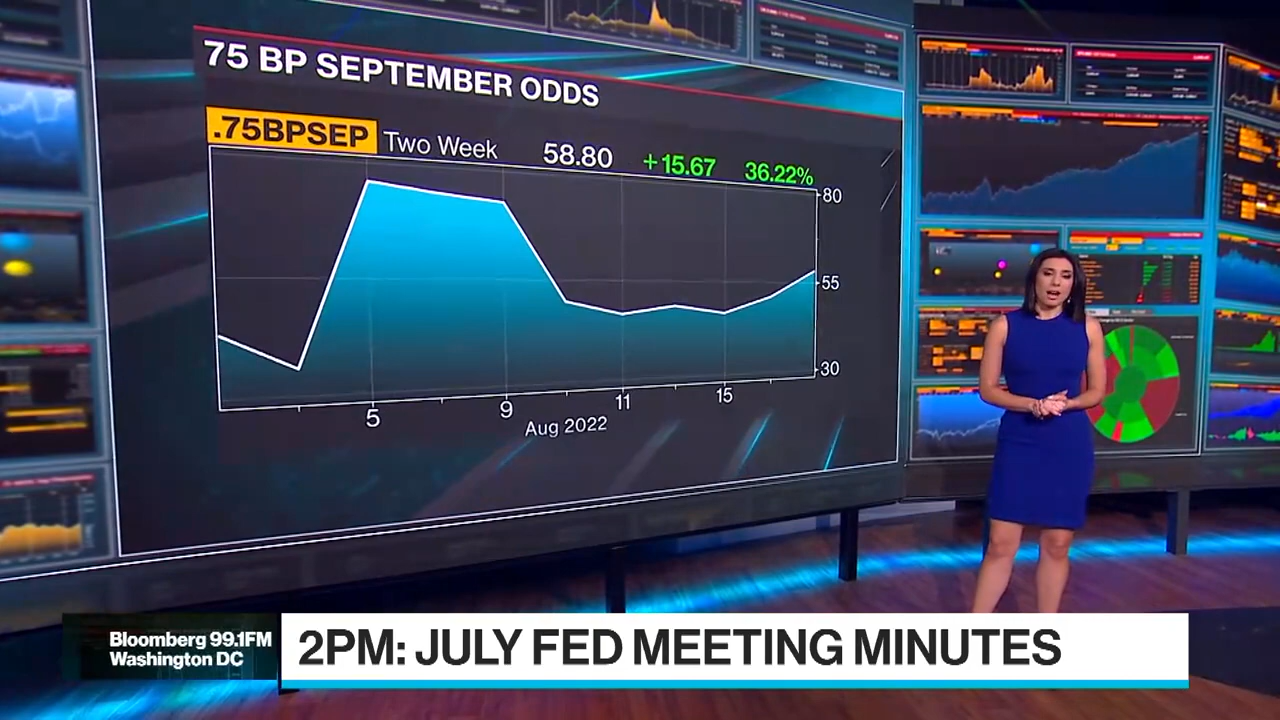 75 BP SEPTEMBER ODDS
.75BPSEP Two Week 58.80 +15.67 36.22%
80
55
30
5 9 11 15
Aug 2022
Bloomberg 99.1FM
Washington DC
2PM: JULY FED MEETING MINUTES